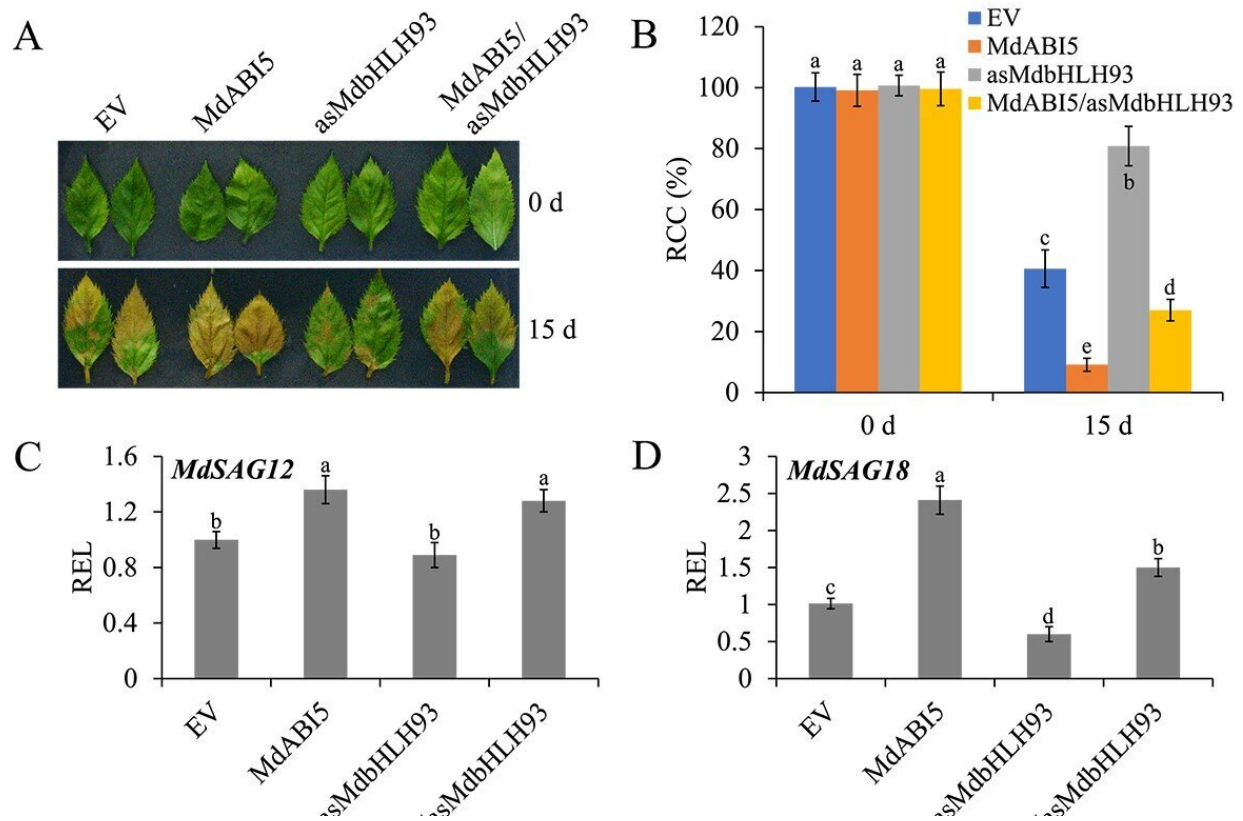 A
EV
MdABI5
asMdbHLH93
MdABI5/
asMdbHLH93
0 d
15 d
B
EV
MdABI5
asMdbHLH93
MdABI5/asMdbHLH93
RCC (%)
120
100
80
60
40
20
0
a a a a
c
e
b
d
0 d
15 d
C
MdSAG12
REL
1.6
1.2
0.8
0.4
0
b
a
b
a
EV
MdABI5
asMdbHLH93
asMdbHLH93
D
MdSAG18
REL
3
2.5
2
1.5
1
0.5
0
c
a
d
b
EV
MdABI5
asMdbHLH93
asMdbHLH93